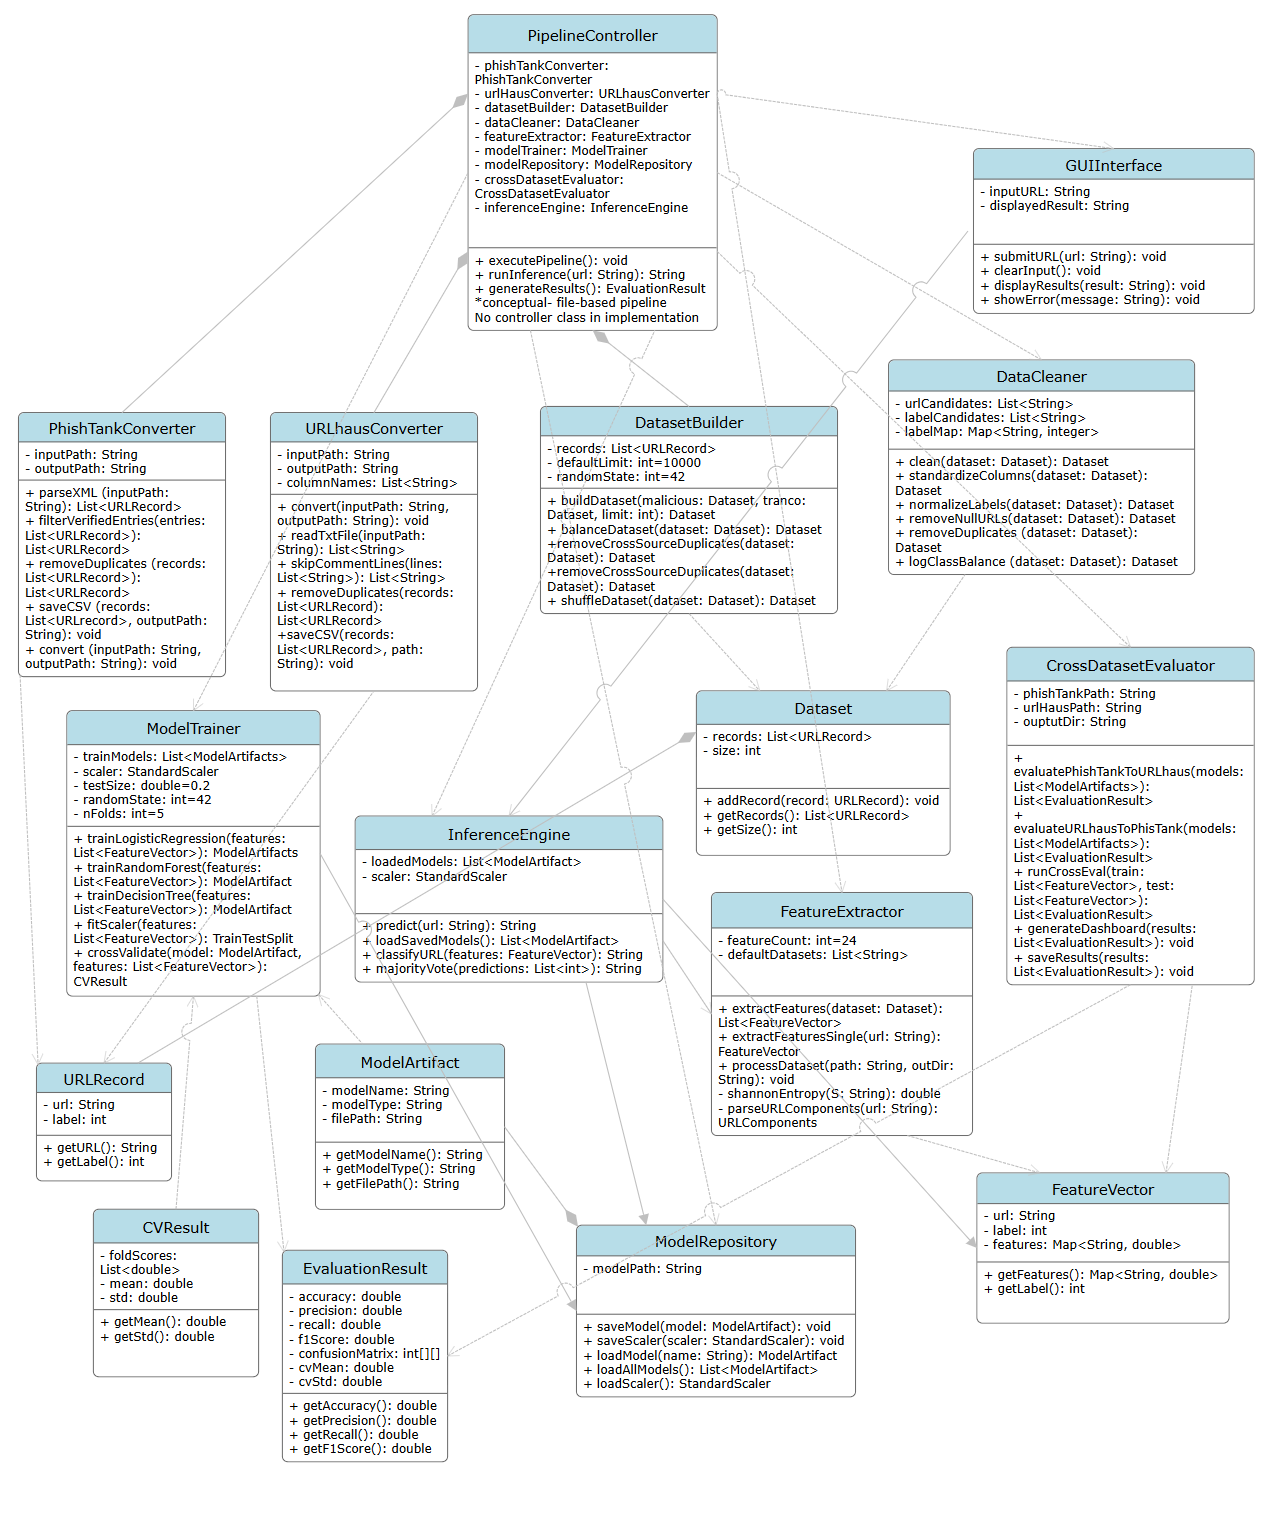 PipelineController
- phishTankConverter:
PhishTankConverter
- urlHausConverter: URLhausConverter
- datasetBuilder: DatasetBuilder
- dataCleaner: DataCleaner
- featureExtractor: FeatureExtractor
- modelTrainer: ModelTrainer
- modelRepository: ModelRepository
- crossDatasetEvaluator:
CrossDatasetEvaluator
- inferenceEngine: InferenceEngine
+ executePipeline(): void
+ runInference(url: String): String
+ generateResults(): EvaluationResult
*conceptual- file-based pipeline
No controller class in implementation
GUIInterface
- inputURL: String
- displayedResult: String
+ submitURL(url: String): void
+ clearInput(): void
+ displayResults(result: String): void
+ showError(message: String): void
DataCleaner
- urlCandidates: List<String>
- labelCandidates: List<String>
- labelMap: Map<String, integer>
+ clean(dataset: Dataset): Dataset
+ standardizeColumns(dataset: Dataset):
Dataset
+ normalizeLabels(dataset: Dataset): Dataset
+ removeNullURLs(dataset: Dataset): Dataset
+ removeDuplicates (dataset: Dataset):
Dataset
+ logClassBalance (dataset: Dataset): Dataset
PhishTankConverter
- inputPath: String
- outputPath: String
+ parseXML (inputPath:
String): List<URLRecord>
+ filterVerifiedEntries(entries:
List<URLRecord>):
List<URLRecord>
+ removeDuplicates (records:
List<URLRecord>):
List<URLRecord>
+ saveCSV (records:
List<URLrecord>, outputPath:
String): void
+ convert (inputPath: String,
outputPath: String): void
URLhausConverter
- inputPath: String
- outputPath: String
- columnNames: List<String>
+ convert(inputPath: String,
outputPath: String): void
+ readTxtFile(inputPath:
String): List<String>
+ skipCommentLines(lines:
List<String>): List<String>
+ removeDuplicates(records:
List<URLRecord):
List<URLRecord>
+saveCSV(records:
List<URLRecord>, path:
String): void
DatasetBuilder
- records: List<URLRecord>
- defaultLimit: int=10000
- randomState: int=42
+ buildDataset(malicious: Dataset, tranco:
Dataset, limit: int): Dataset
+ balanceDataset(dataset: Dataset): Dataset
+removeCrossSourceDuplicates(dataset:
Dataset): Dataset
+removeCrossSourceDuplicates(dataset:
Dataset): Dataset
+ shuffleDataset(dataset: Dataset): Dataset
CrossDatasetEvaluator
- phishTankPath: String
- urlHausPath: String
- ouptutDir: String
+
evaluatePhishTankToURLhaus(models:
List<ModelArtifacts>):
List<EvaluationResult>
+
evaluateURLhausToPhisTank(models:
List<ModelArtifacts>):
List<EvaluationResult>
+ runCrossEval(train:
List<FeatureVector>, test:
List<FeatureVector>):
List<EvaluationResult>
+ generateDashboard(results:
List<EvaluationResult>): void
+ saveResults(results:
List<EvaluationResult>): void
Dataset
- records: List<URLRecord>
- size: int
+ addRecord(record: URLRecord): void
+ getRecords(): List<URLRecord>
+ getSize(): int
ModelTrainer
- trainModels: List<ModelArtifacts>
- scaler: StandardScaler
- testSize: double=0.2
- randomState: int=42
- nFolds: int=5
+ trainLogisticRegression(features:
List<FeatureVector>): ModelArtifacts
+ trainRandomForest(features:
List<FeatureVector>): ModelArtifact
+ trainDecisionTree(features:
List<FeatureVector>): ModelArtifact
+ fitScaler(features:
List<FeatureVector>): TrainTestSplit
+ crossValidate(model: ModelArtifact,
features: List<FeatureVector>):
CVResult
InferenceEngine
- loadedModels: List<ModelArtifact>
- scaler: StandardScaler
+ predict(url: String): String
+ loadSavedModels(): List<ModelArtifact>
+ classifyURL(features: FeatureVector): String
+ majorityVote(predictions: List<int>): String
FeatureExtractor
- featureCount: int=24
- defaultDatasets: List<String>
+ extractFeatures(dataset: Dataset):
List<FeatureVector>
+ extractFeaturesSingle(url: String):
FeatureVector
+ processDataset(path: String, outDir:
String): void
- shannonEntropy(S: String): double
- parseURLComponents(url: String):
URLComponents
URLRecord
- url: String
- label: int
+ getURL(): String
+ getLabel(): int
ModelArtifact
- modelName: String
- modelType: String
- filePath: String
+ getModelName(): String
+ getModelType(): String
+ getFilePath(): String
FeatureVector
- url: String
- label: int
- features: Map<String, double>
+ getFeatures(): Map<String, double>
+ getLabel(): int
CVResult
- foldScores:
List<double>
- mean: double
- std: double
+ getMean(): double
+ getStd(): double
EvaluationResult
- accuracy: double
- precision: double
- recall: double
- f1Score: double
- confusionMatrix: int[][]
- cvMean: double
- cvStd: double
+ getAccuracy(): double
+ getPrecision(): double
+ getRecall(): double
+ getF1Score(): double
ModelRepository
- modelPath: String
+ saveModel(model: ModelArtifact): void
+ saveScaler(scaler: StandardScaler): void
+ loadModel(name: String): ModelArtifact
+ loadAllModels(): List<ModelArtifact>
+ loadScaler(): StandardScaler